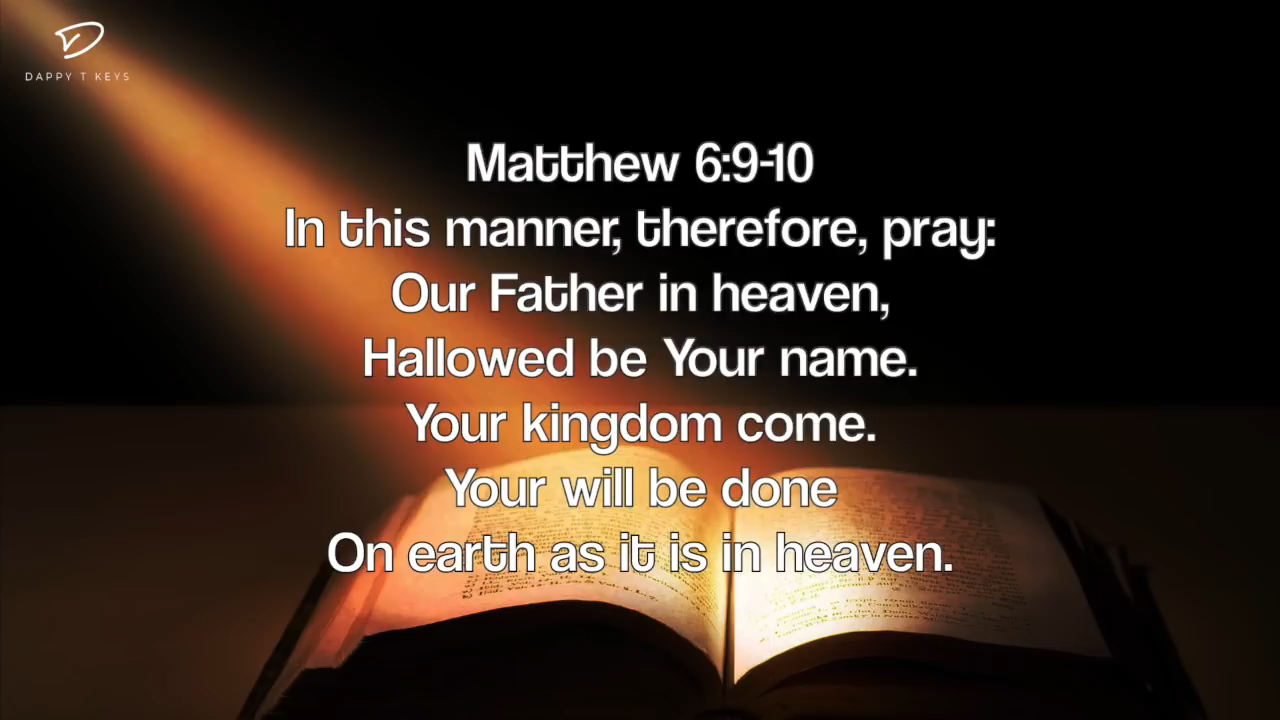 DAPPY T KEYS
Matthew 6:9-10
In this manner, therefore, pray:
Our Father in heaven,
Hallowed be Your name.
Your kingdom come.
Your will be done
On earth as it is in heaven.